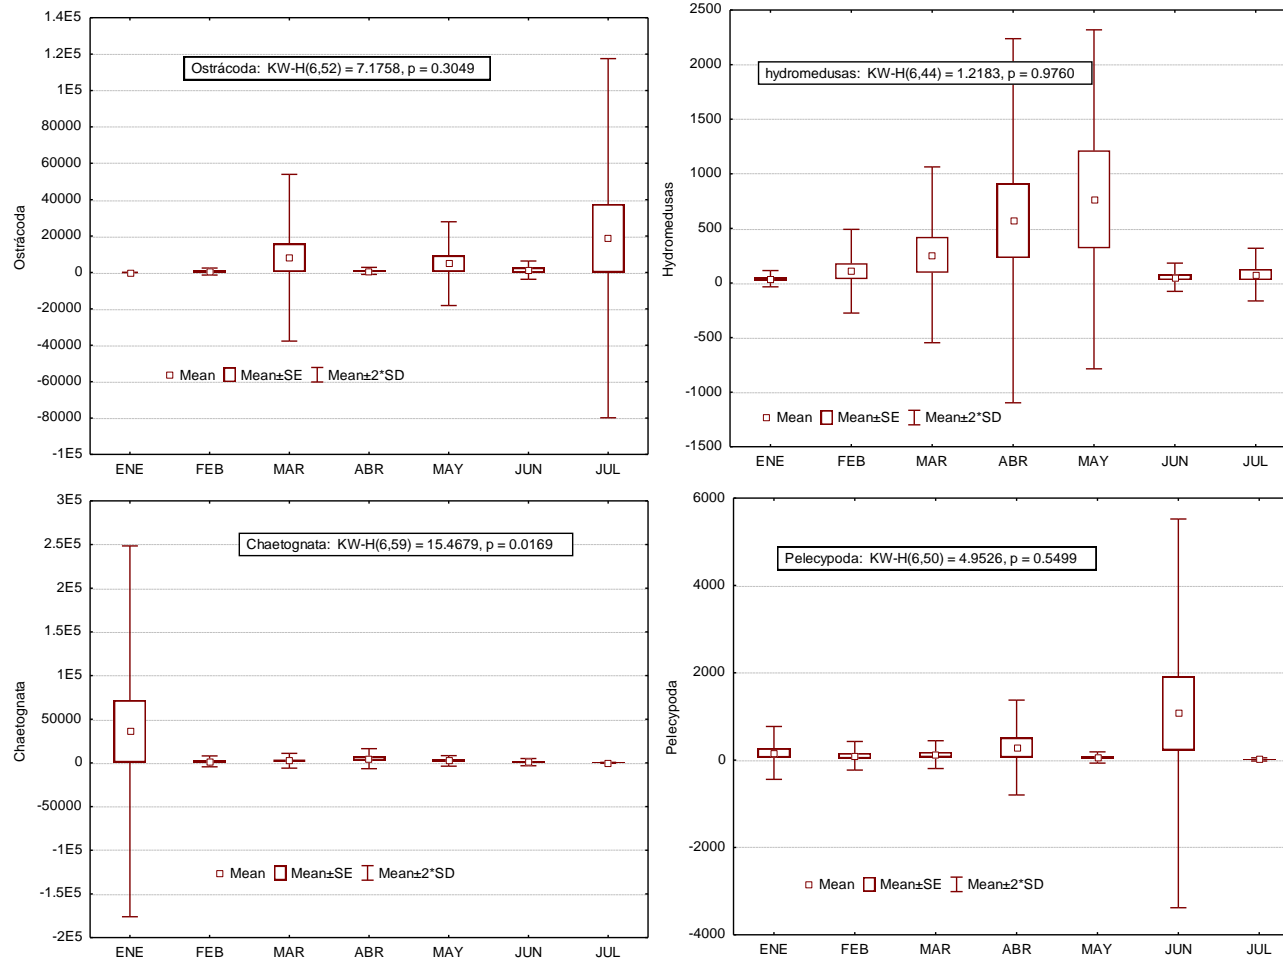 1.4E5
1.2E5
1E5
80000
60000
40000
20000
0
-20000
-40000
-60000
-80000
-1E5
Ostrácoda
Ostrácoda: KW-H(6,52) = 7.1758, p = 0.3049
Mean Mean±SE Mean±2*SD
ENE FEB MAR ABR MAY JUN JUL
2500
2000
1500
1000
500
0
-500
-1000
-1500
Hydromedusas
hydromedusas: KW-H(6,44) = 1.2183, p = 0.9760
Mean Mean±SE Mean±2*SD
ENE FEB MAR ABR MAY JUN JUL
3E5
2.5E5
2E5
1.5E5
1E5
50000
0
-50000
-1E5
-1.5E5
-2E5
Chaetognata
Chaetognata: KW-H(6,59) = 15.4679, p = 0.0169
Mean Mean±SE Mean±2*SD
ENE FEB MAR ABR MAY JUN JUL
6000
4000
2000
0
-2000
-4000
Pelecypoda
Pelecypoda: KW-H(6,50) = 4.9526, p = 0.5499
Mean Mean±SE Mean±2*SD
ENE FEB MAR ABR MAY JUN JUL